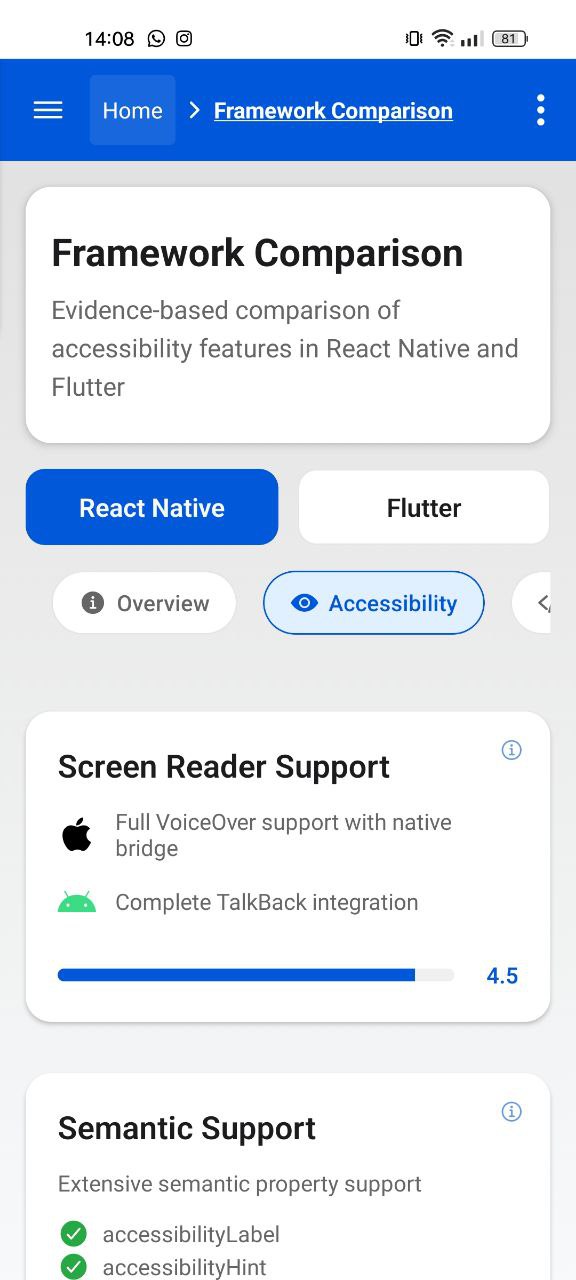 14:08
81
Home
Framework Comparison
Framework Comparison
Evidence-based comparison of
accessibility features in React Native and
Flutter
React Native
Flutter
Overview
Accessibility
Screen Reader Support
Full VoiceOver support with native
bridge
Complete TalkBack integration
4.5
Semantic Support
Extensive semantic property support
accessibilityLabel
accessibilityHint